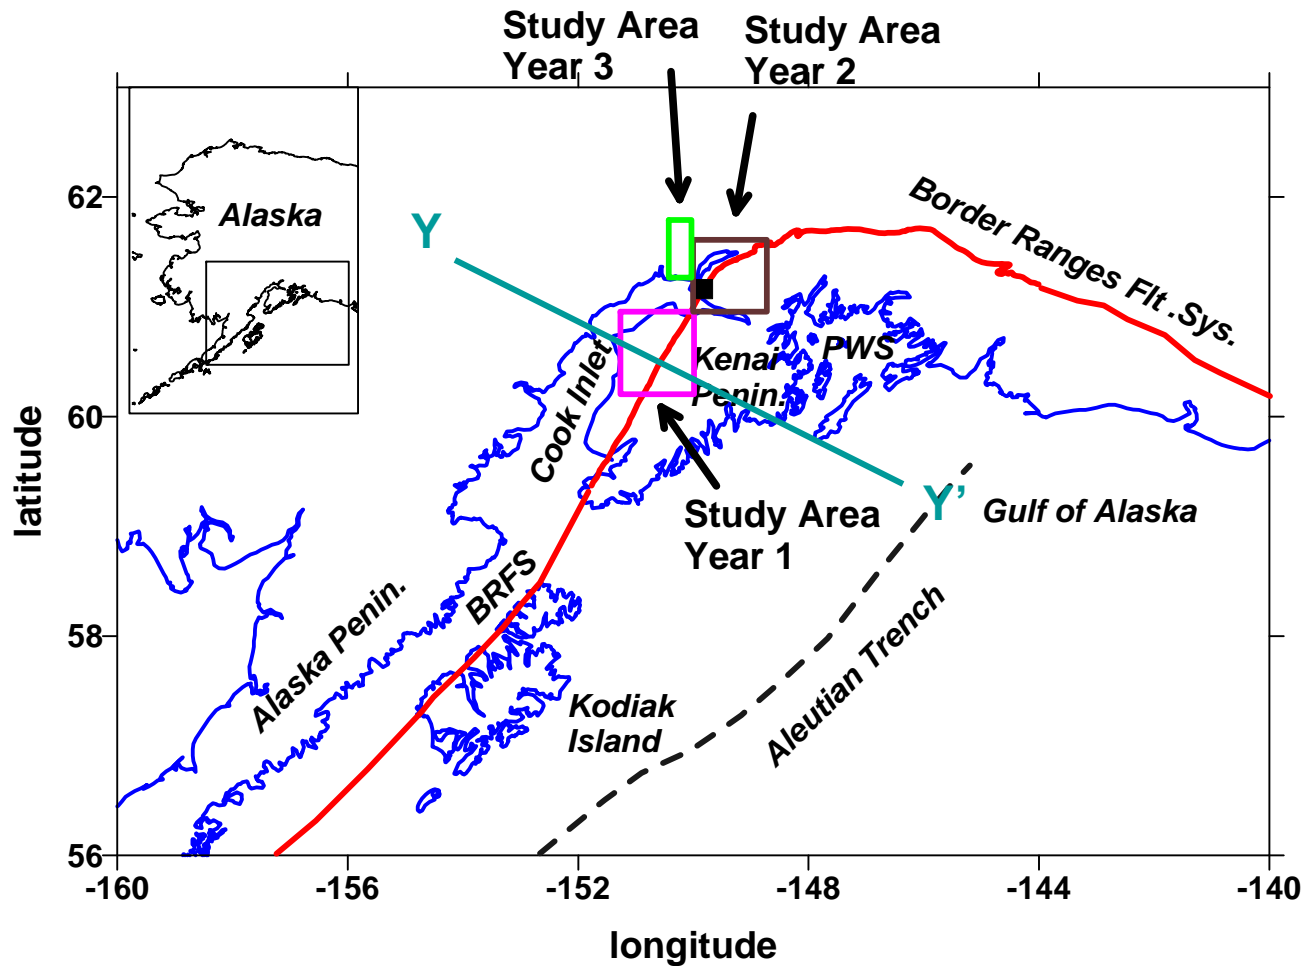 Study Area
Year 3
Study Area
Year 2
62
Alaska
Y
Border Ranges Flt .Sys.
Kenai
Penin.
PWS
60
Cook Inlet
latitude
Y’
Gulf of Alaska
Study Area
Year 1
BRFS
58
Alaska Penin.
Kodiak
Island
Aleutian Trench
56
-160
-156
-152
-148
-144
-140
longitude